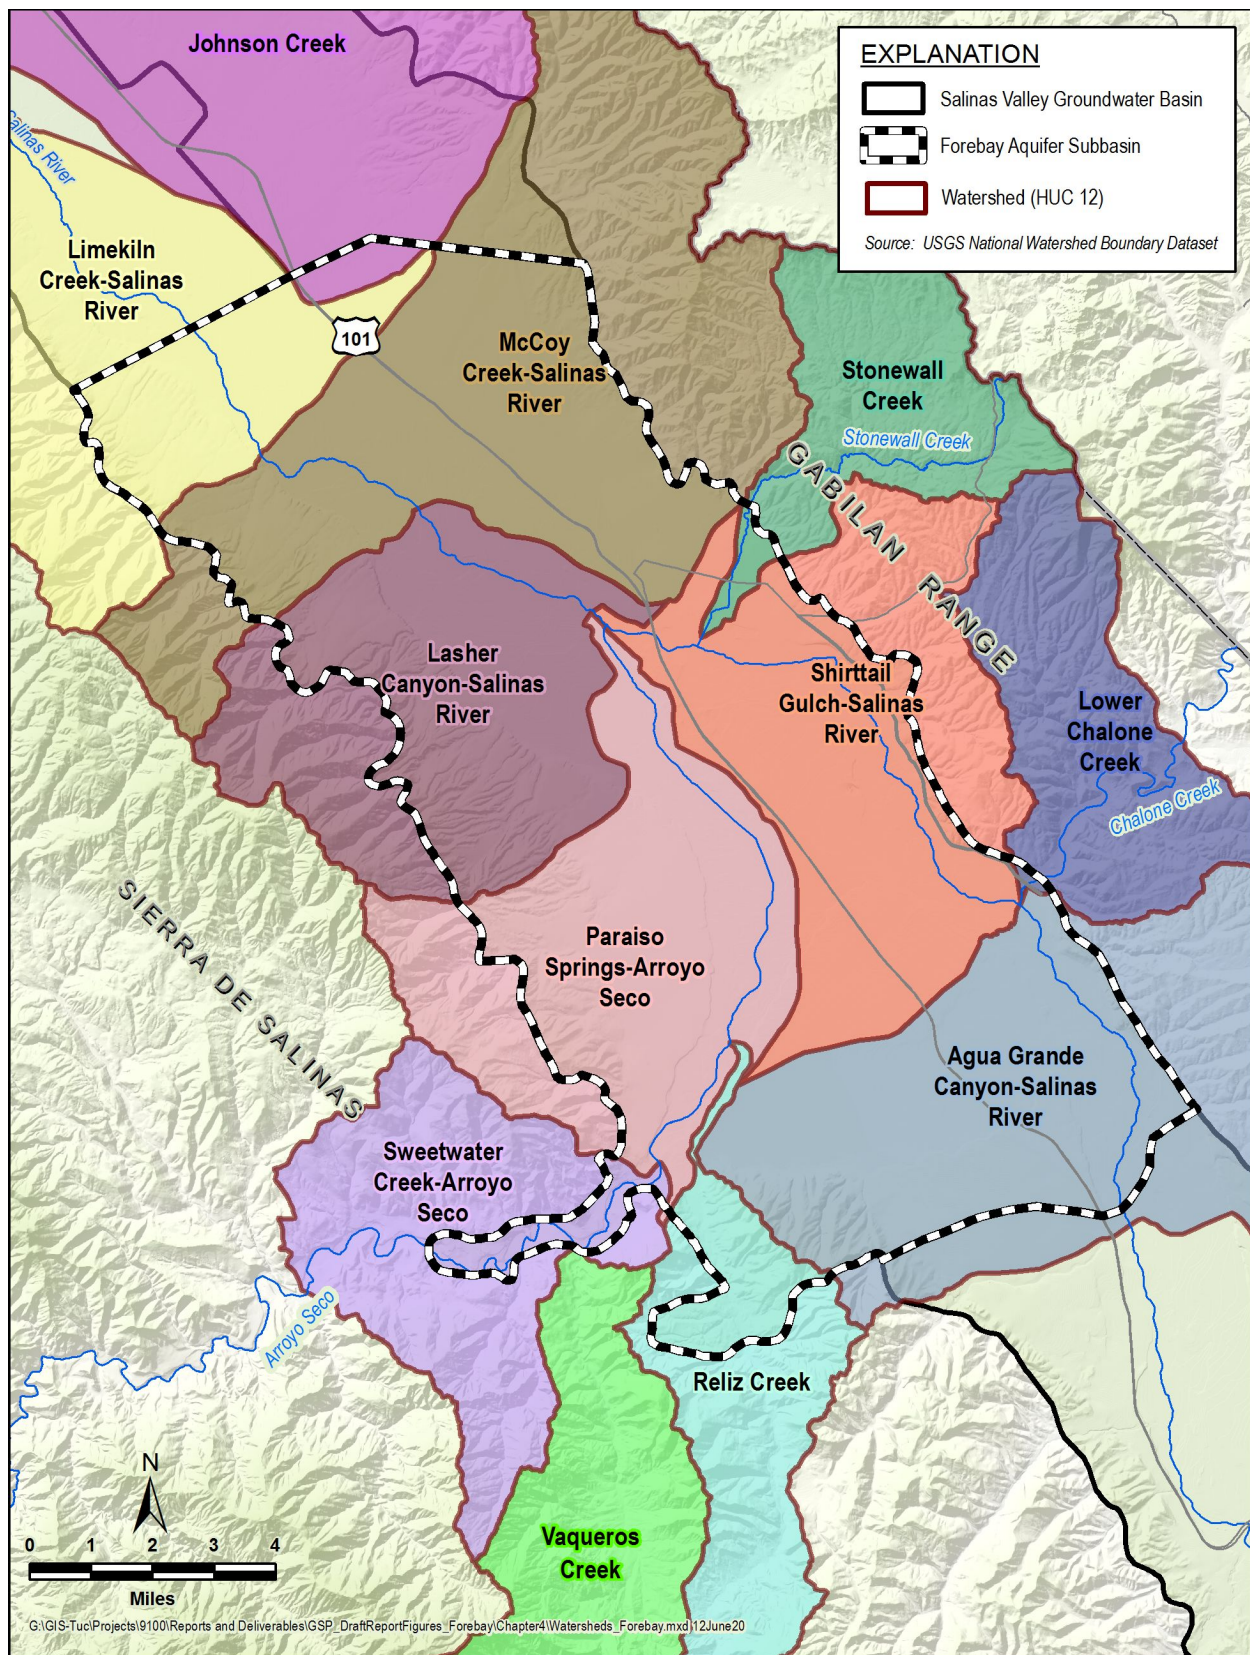 Johnson Creek
EXPLANATION
Salinas Valley Groundwater Basin
Forebay Aquifer Subbasin
Watershed (HUC 12)
Source: USGS National Watershed Boundary Dataset
Salinas River
Limekiln
Creek-Salinas
River
101
McCoy
Creek-Salinas
River
Stonewall
Creek
Stonewall Creek
GABILAN RANGE
Lasher
Canyon-Salinas
River
Shirttail
Gulch-Salinas
River
Lower
Chalone
Creek
Chalone Creek
SIERRA DE SALINAS
Paraiso
Springs-Arroyo
Seco
Agua Grande
Canyon-Salinas
River
Sweetwater
Creek-Arroyo
Seco
Arroyo Seco
Reliz Creek
Vaqueros
Creek
N
0 1 2 3 4
Miles
G:\GIS-Tuc\Projects\9100\Reports and Deliverables\GSP_DraftReportFigures_Forebay\Chapter4\Watersheds_Forebay.mxd 12June20